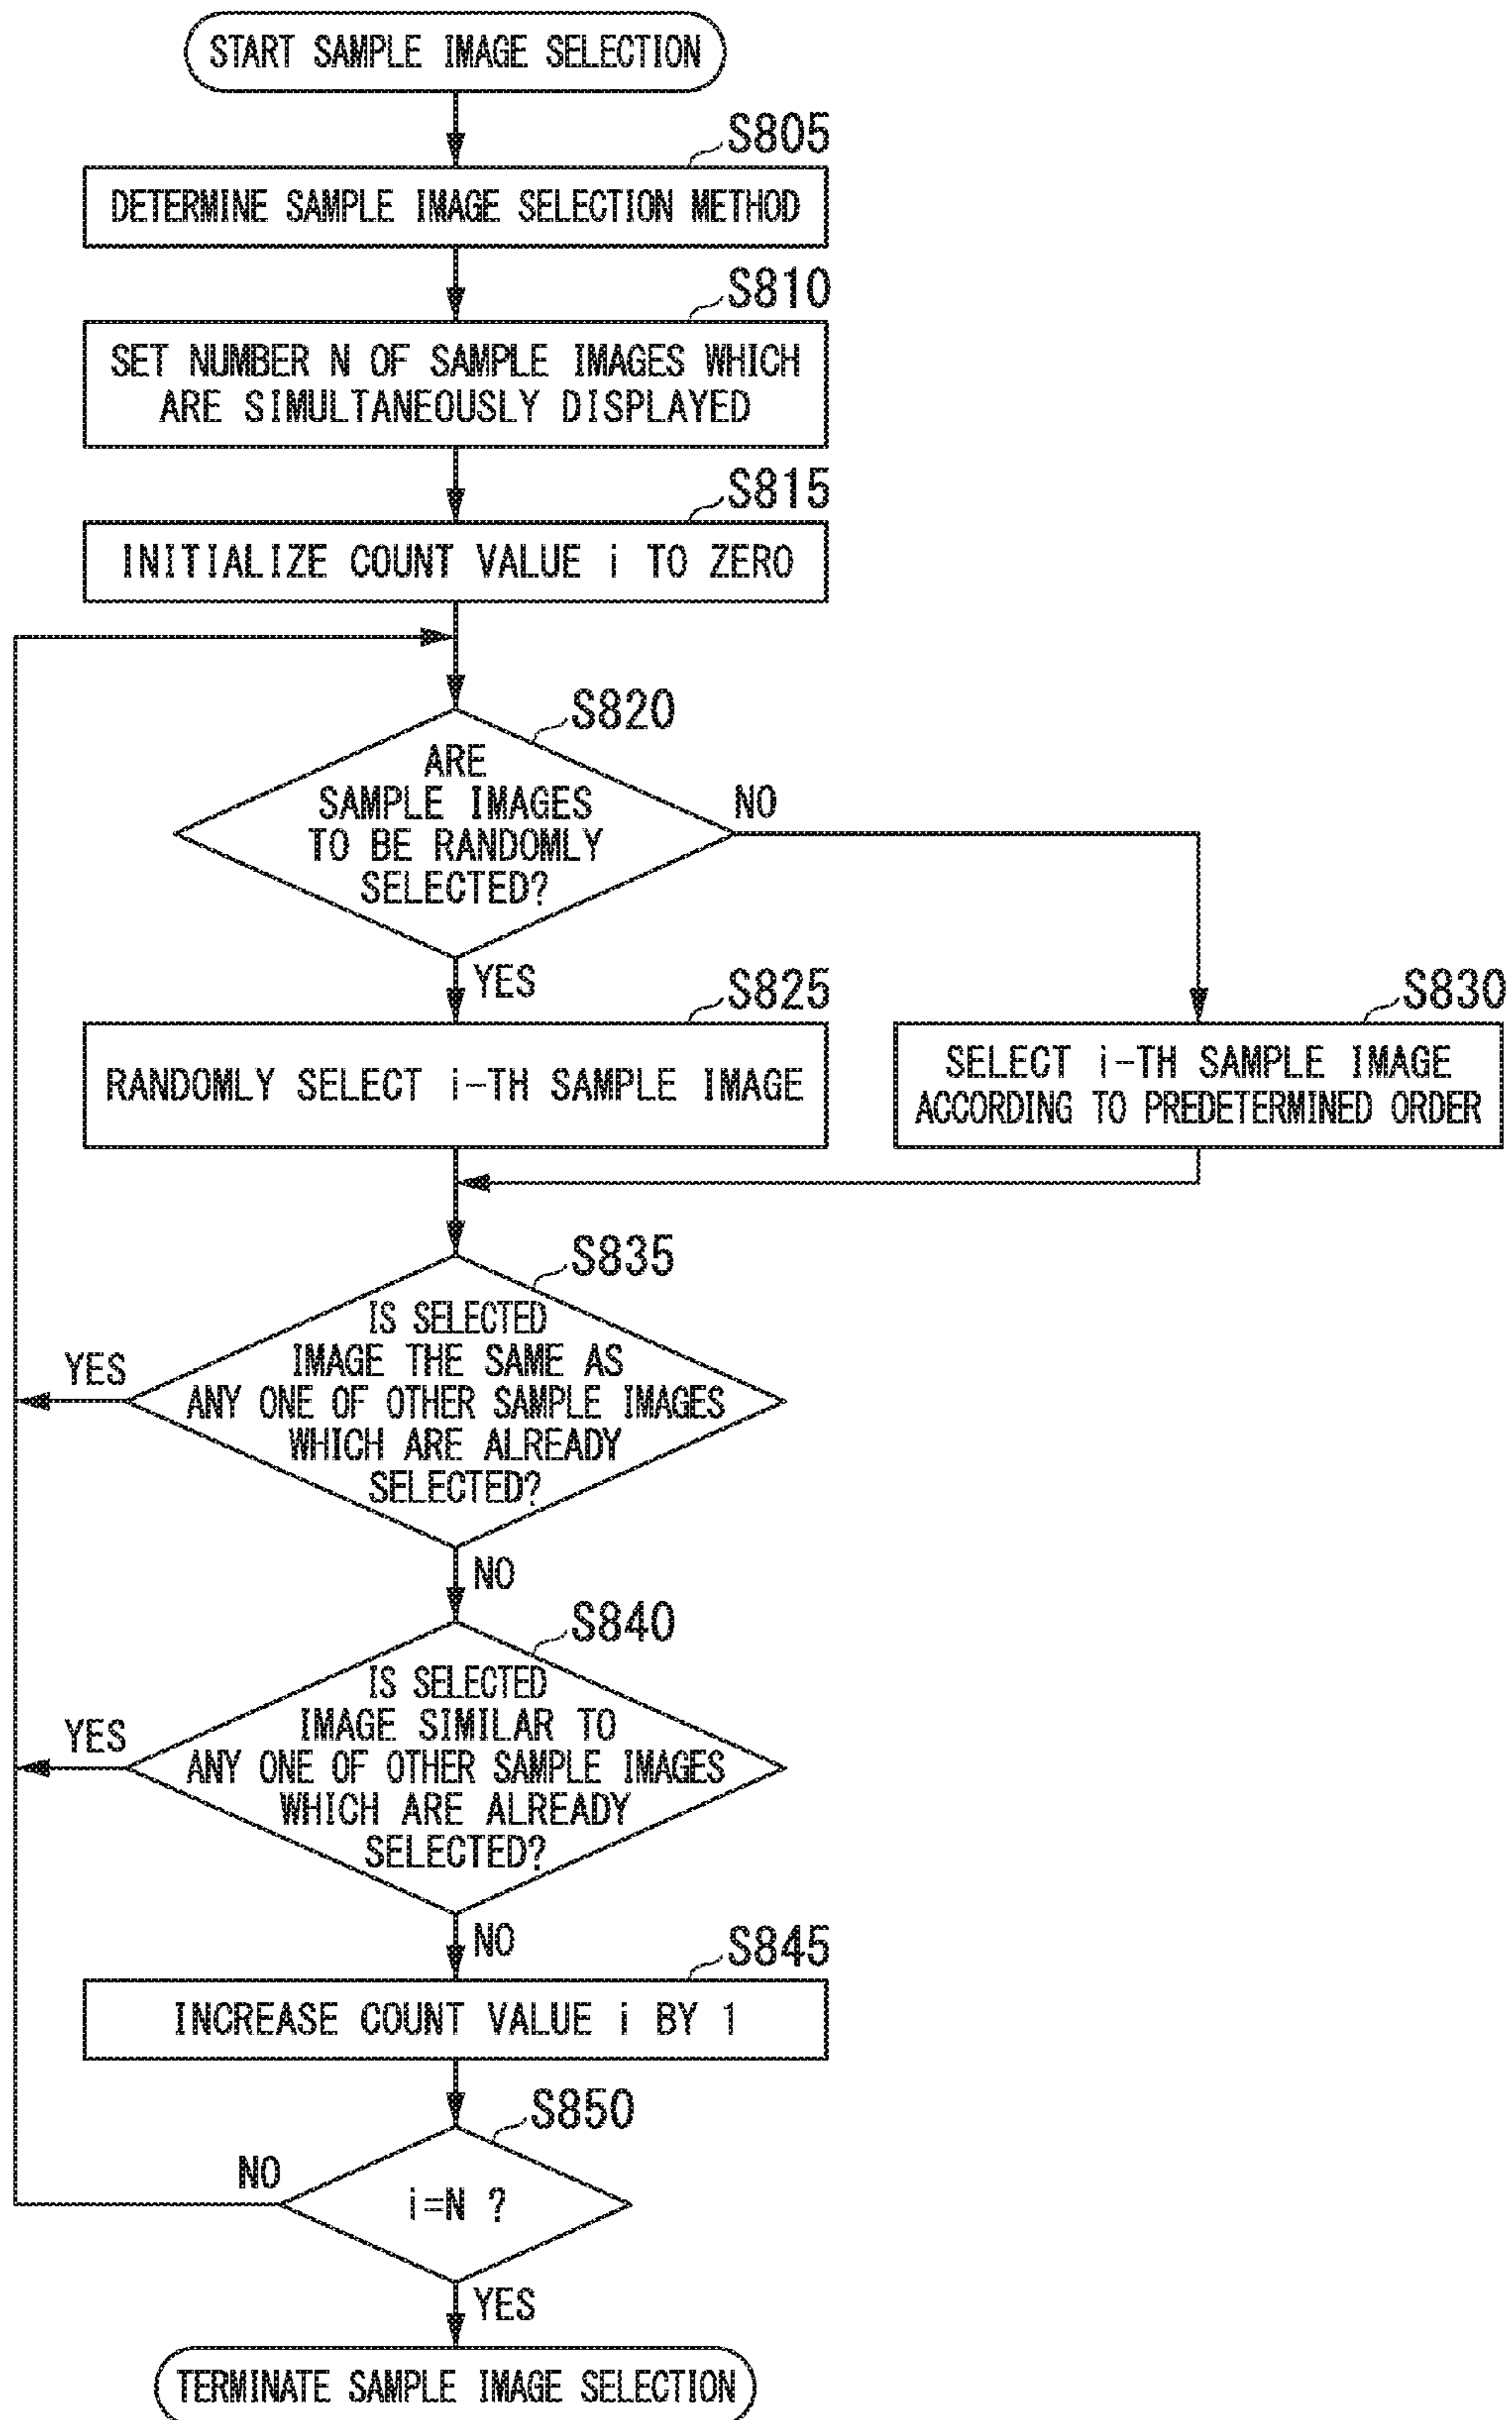 START SAMPLE IMAGE SELECTION
S805
DETERMINE SAMPLE IMAGE SELECTION METHOD
S810
SET NUMBER N OF SAMPLE IMAGES WHICH
ARE SIMULTANEOUSLY DISPLAYED
S815
INITIALIZE COUNT VALUE i TO ZERO
S820
ARE
SAMPLE IMAGES
TO BE RANDOMLY
SELECTED?
NO
YES
S825
RANDOMLY SELECT i-TH SAMPLE IMAGE
S830
SELECT i-TH SAMPLE IMAGE
ACCORDING TO PREDETERMINED ORDER
S835
IS SELECTED
IMAGE THE SAME AS
ANY ONE OF OTHER SAMPLE IMAGES
WHICH ARE ALREADY
SELECTED?
YES
NO
S840
IS SELECTED
IMAGE SIMILAR TO
ANY ONE OF OTHER SAMPLE IMAGES
WHICH ARE ALREADY
SELECTED?
YES
NO
S845
INCREASE COUNT VALUE i BY 1
S850
i=N ?
NO
YES
TERMINATE SAMPLE IMAGE SELECTION